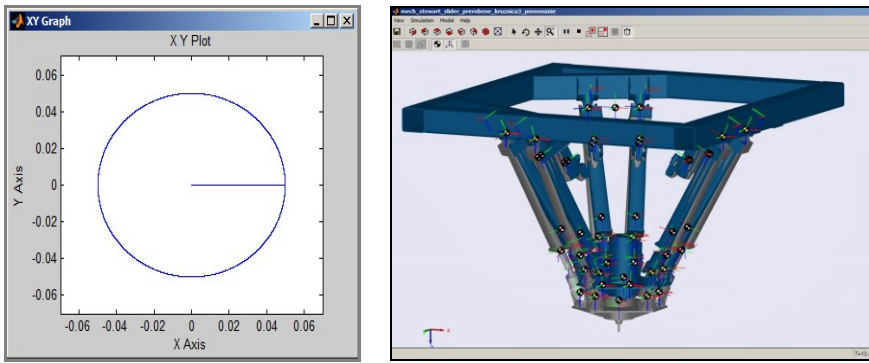 XY Graph
X Y Plot
0.06
0.04
0.02
0
-0.02
-0.04
-0.06
Y Axis
-0.06 -0.04 -0.02 0 0.02 0.04 0.06
X Axis
mech_stewart_slider_prerobene_kruznica3_porovnanie
View Simulation Model Help